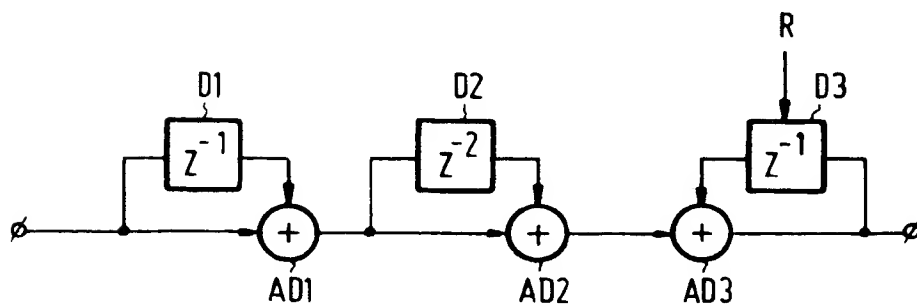 R
D1
D2
D3
Z^-1
Z^-2
Z^-1
+
+
+
AD1
AD2
AD3